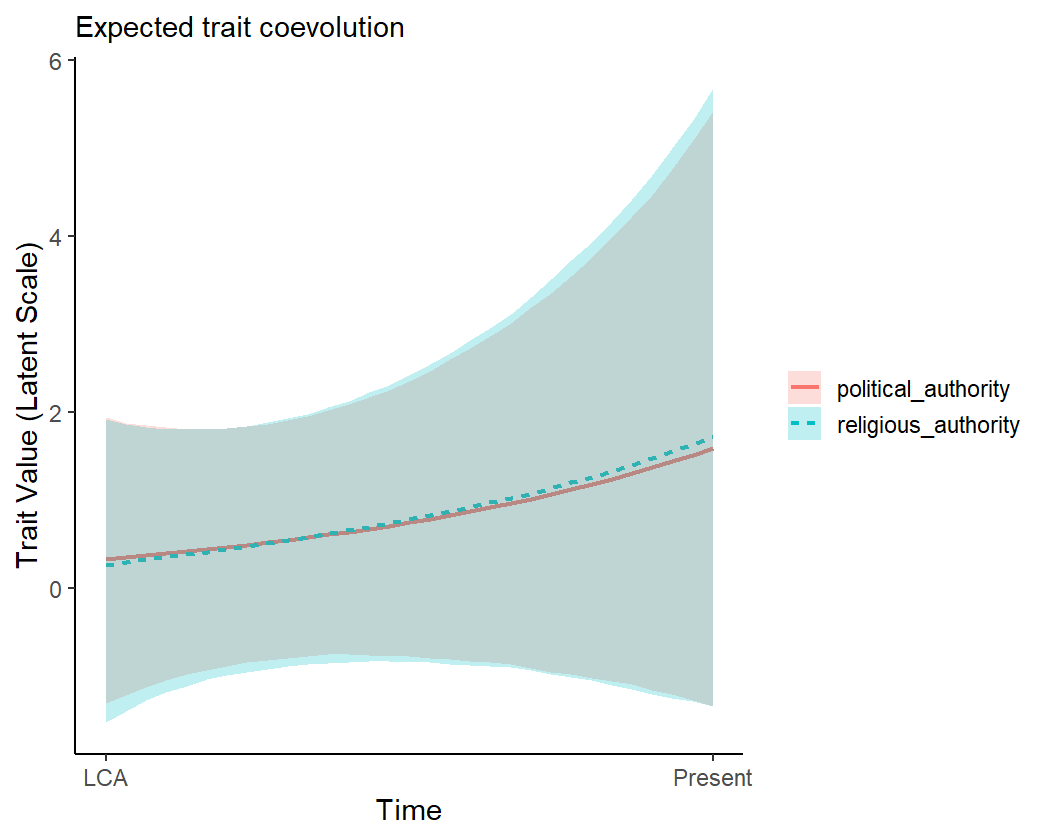 Expected trait coevolution
6
4
2
0
Trait Value (Latent Scale)
LCA
Present
Time
political_authority
religious_authority